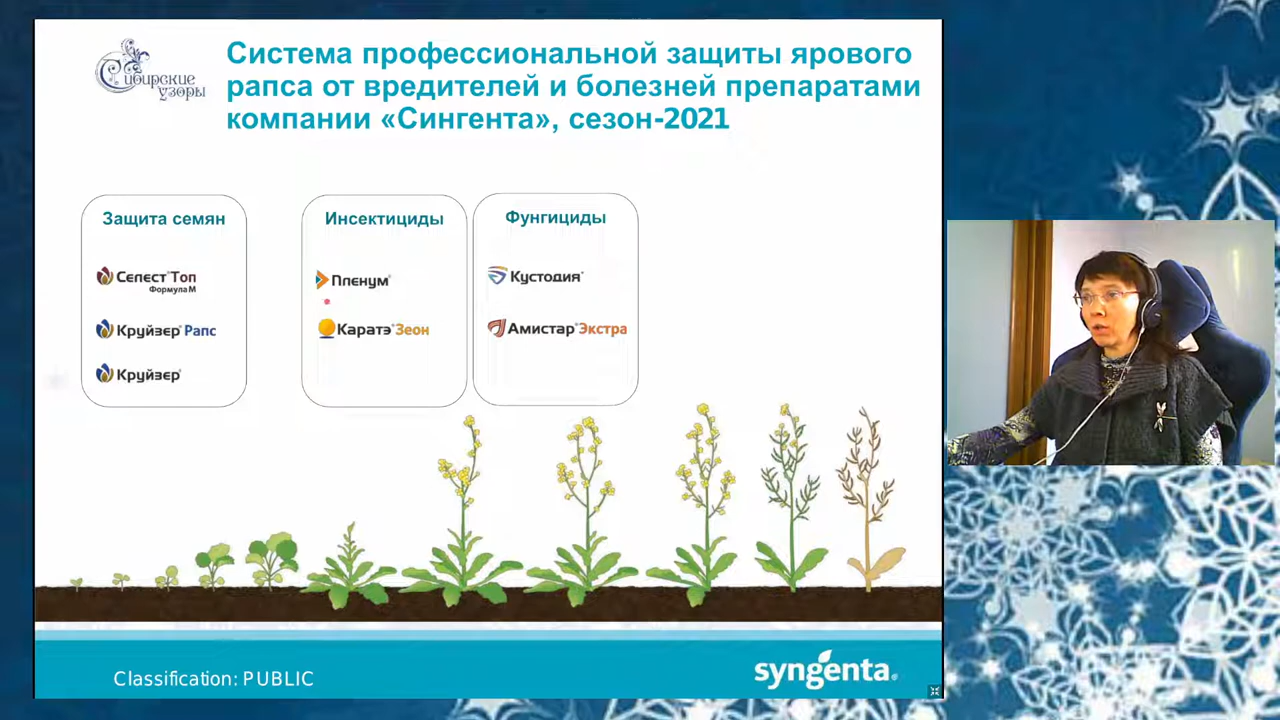 Сибирские
узоры
Система профессиональной защиты ярового
рапса от вредителей и болезней препаратами
компании «Сингента», сезон-2021
Защита семян
Селест® Топ
Формула М
Круйзер® Рапс
Круйзер®
Инсектициды
Пленум®
Каратэ® Зеон
Фунгициды
Кустодия®
Амистар® Экстра
Classification: PUBLIC
syngenta®